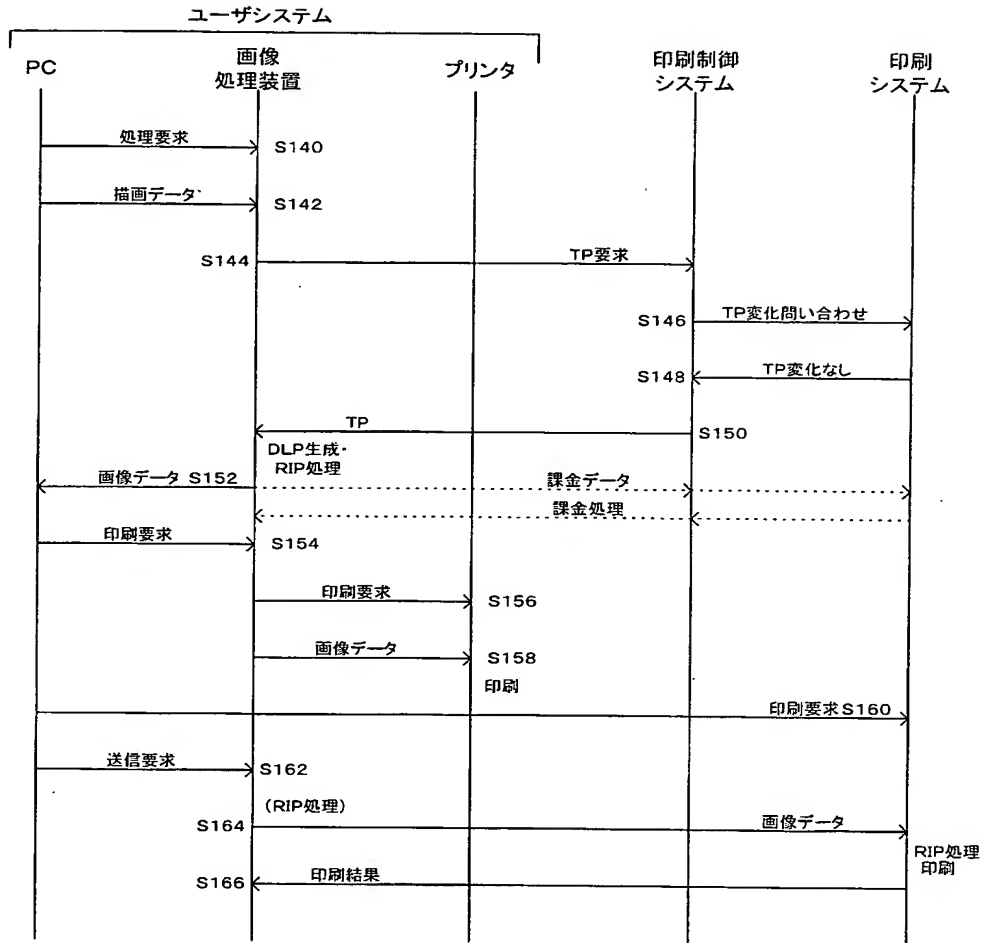 ユーザシステム
PC
画像
処理装置
プリンタ
印刷制御
システム
印刷
システム
処理要求
S140
描画データ
S142
S144
TP要求
S146
TP変化問い合わせ
S148
TP変化なし
TP
S150
DLP生成・
RIP処理
画像データ S152
課金データ
課金処理
印刷要求
S154
印刷要求
S156
画像データ
S158
印刷
印刷要求S160
送信要求
S162
(RIP処理)
S164
画像データ
RIP処理
印刷
S166
印刷結果